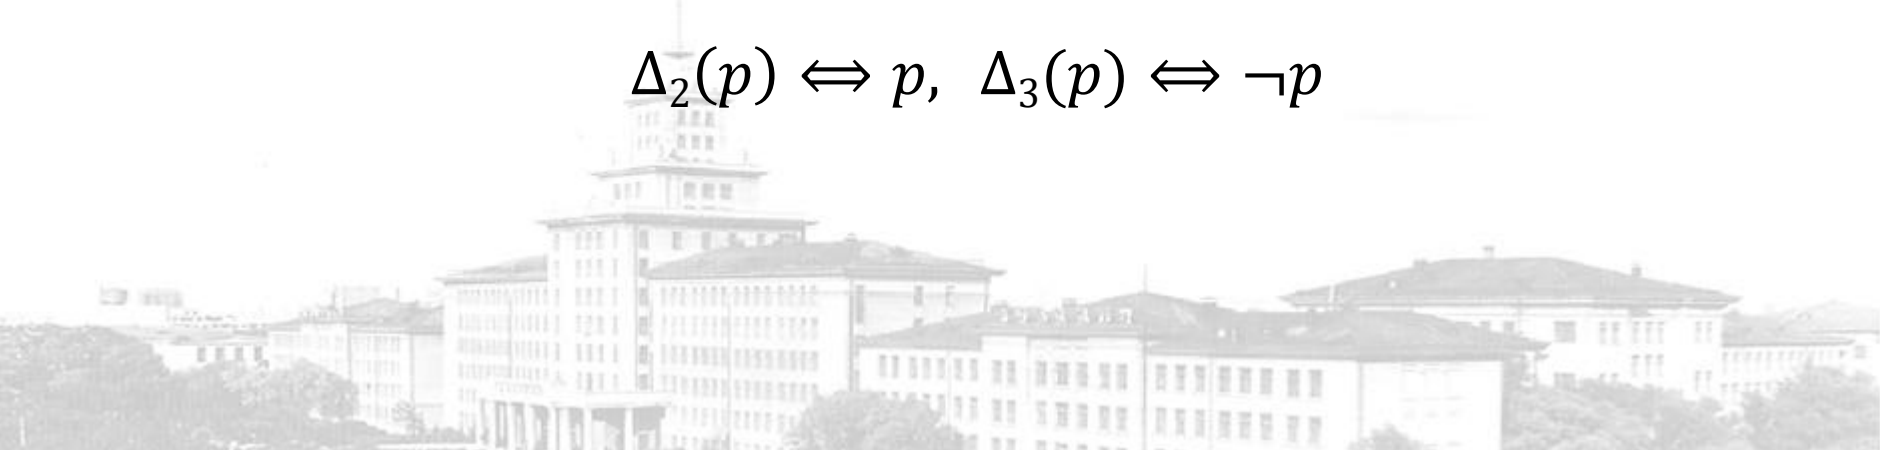 Δ₂(p) ⟺ p, Δ₃(p) ⟺ ¬p